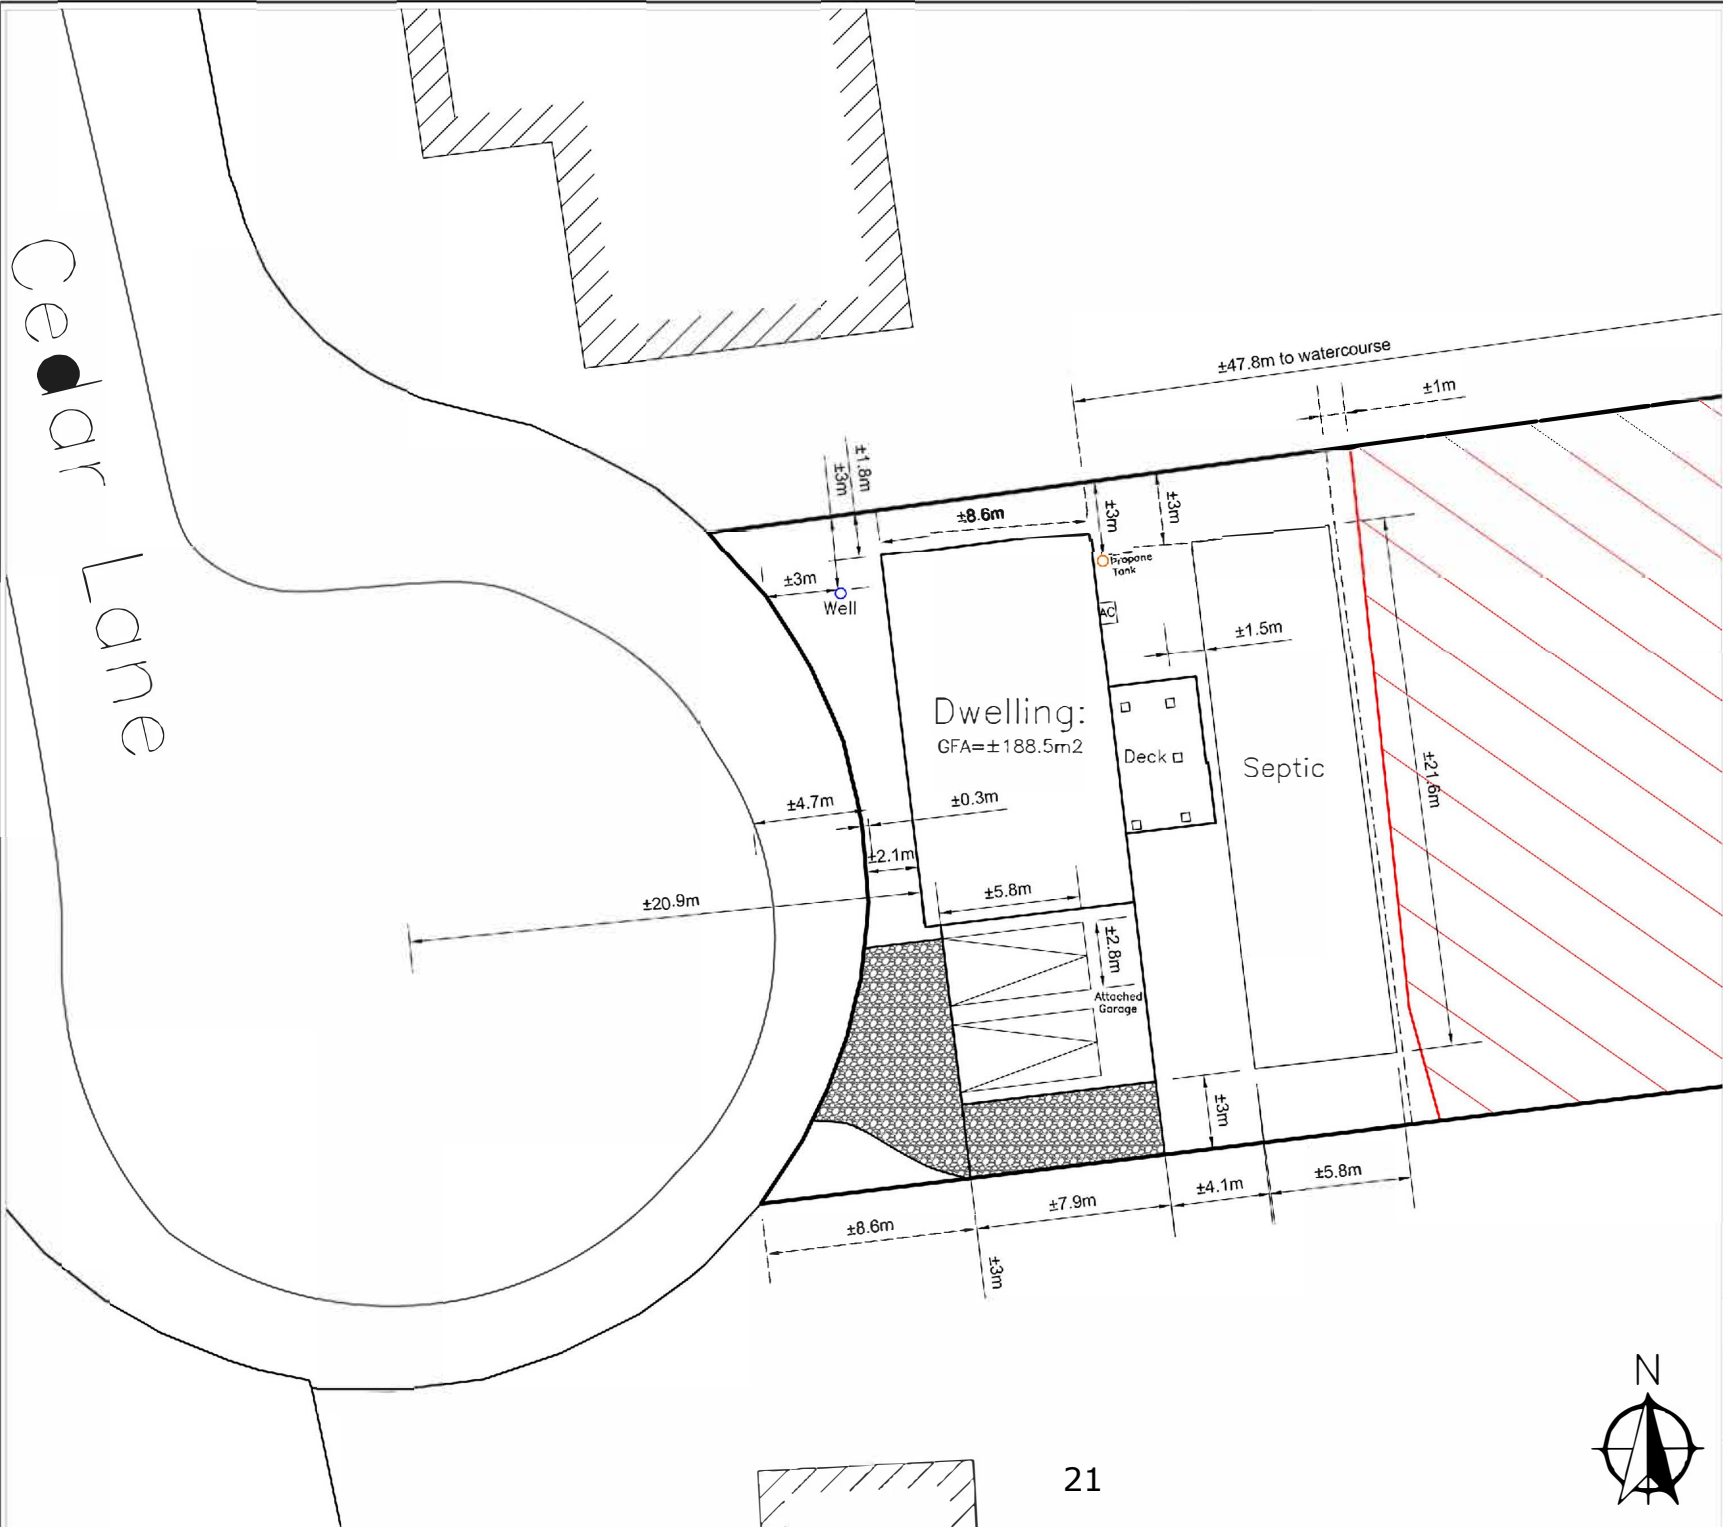 Cedar Lane
±47.8m to watercourse
±1m
±1.8m
±3m
±8.6m
±3m
±3m
Propane
Tank
±3m
Well
AC
±1.5m
Dwelling:
GFA=±188.5m2
Deck
Septic
±21.6m
±4.7m
±0.3m
±2.1m
±5.8m
±20.9m
±2.8m
Attached
Garage
±3m
±5.8m
±4.1m
±7.9m
±8.6m
±3m
N
21